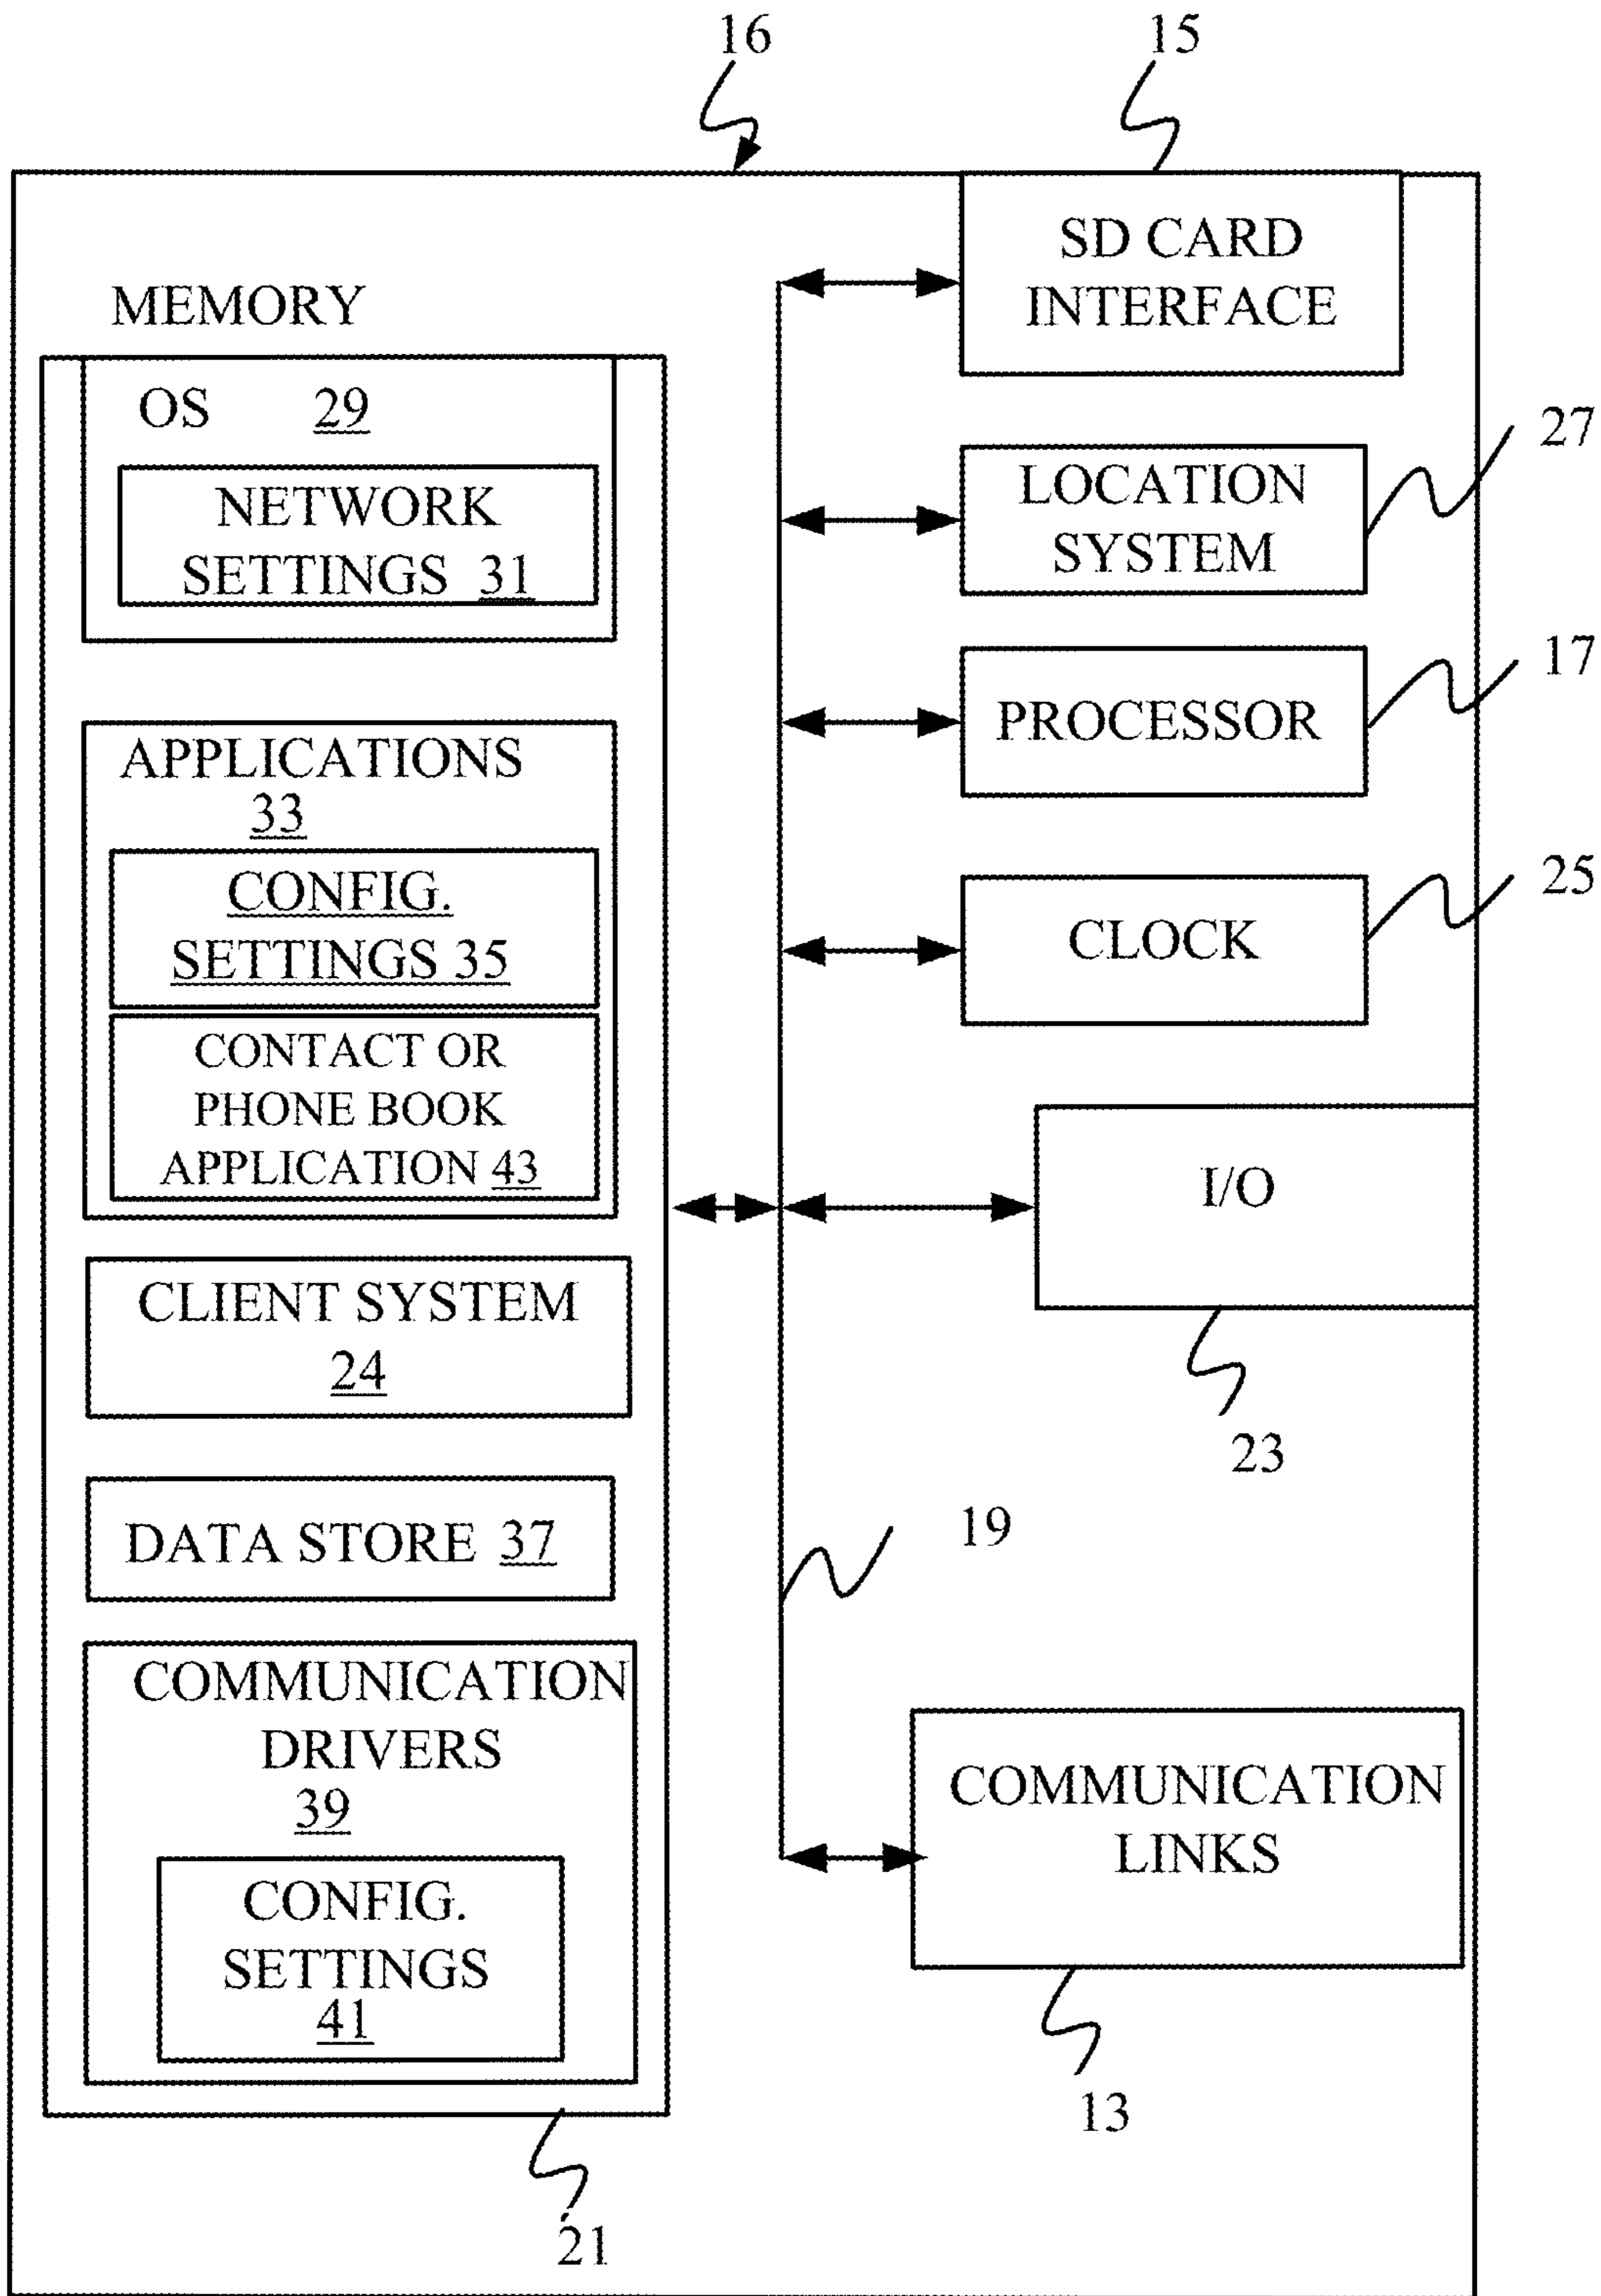 16
15
SD CARD
INTERFACE
MEMORY
OS 29
NETWORK
SETTINGS 31
27
LOCATION
SYSTEM
17
PROCESSOR
APPLICATIONS
33
CONFIG.
SETTINGS 35
25
CLOCK
CONTACT OR
PHONE BOOK
APPLICATION 43
I/O
23
CLIENT SYSTEM
24
19
DATA STORE 37
COMMUNICATION
DRIVERS
39
CONFIG.
SETTINGS
41
COMMUNICATION
LINKS
13
21